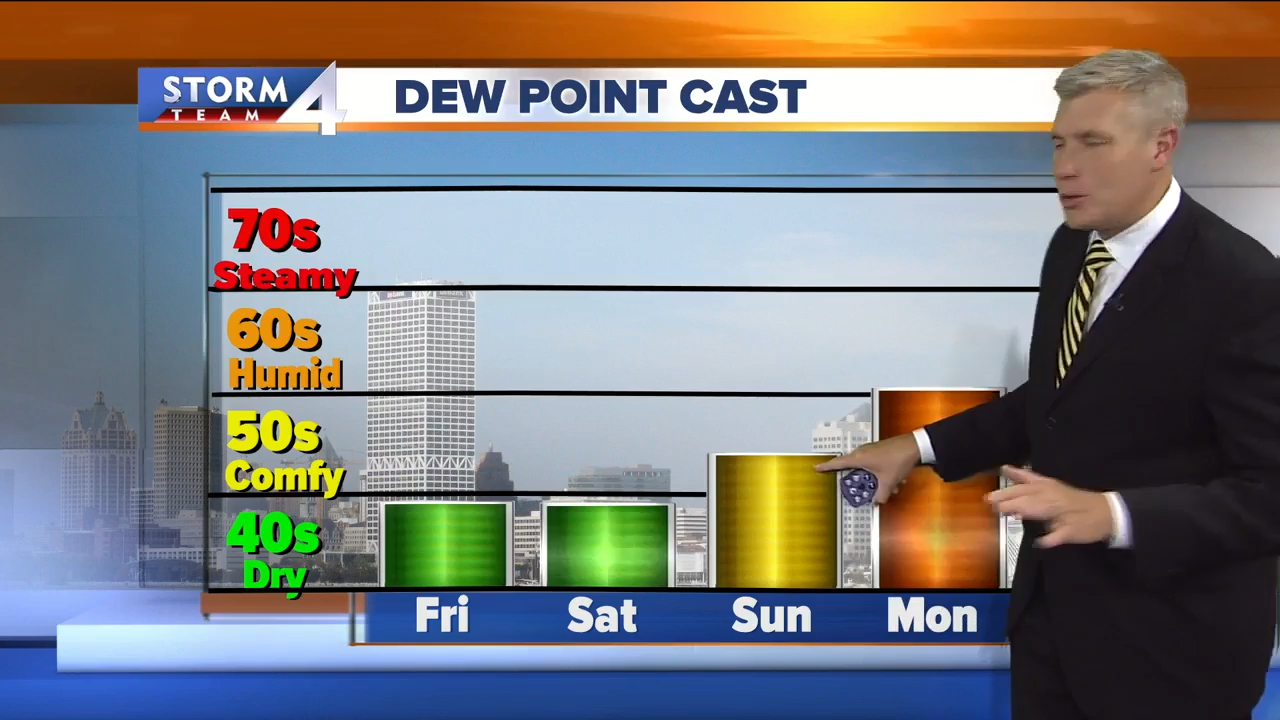 STORM
TEAM 4
DEW POINT CAST
70s
Steamy
60s
Humid
50s
Comfy
40s
Dry
Fri Sat Sun Mon